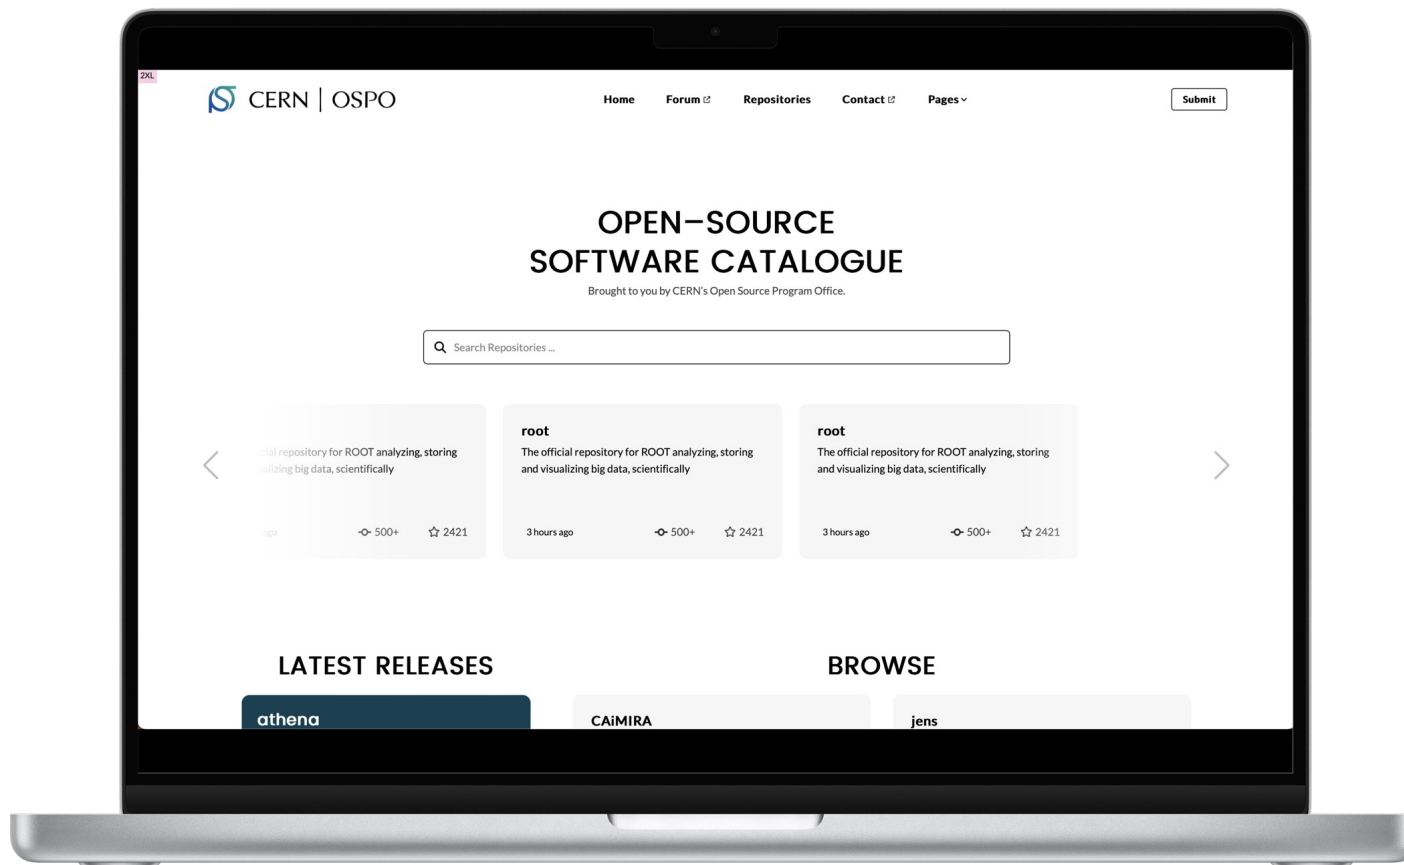 2XL
CERN | OSPO
Home Forum Repositories Contact Pages
Submit
OPEN–SOURCE
SOFTWARE CATALOGUE
Brought to you by CERN's Open Source Program Office.
Search Repositories ...
repository for ROOT analyzing, storing
big data, scientifically
500+ 2421
root
The official repository for ROOT analyzing, storing
and visualizing big data, scientifically
3 hours ago 500+ 2421
root
The official repository for ROOT analyzing, storing
and visualizing big data, scientifically
3 hours ago 500+ 2421
LATEST RELEASES
athena
BROWSE
CAiMIRA
jens